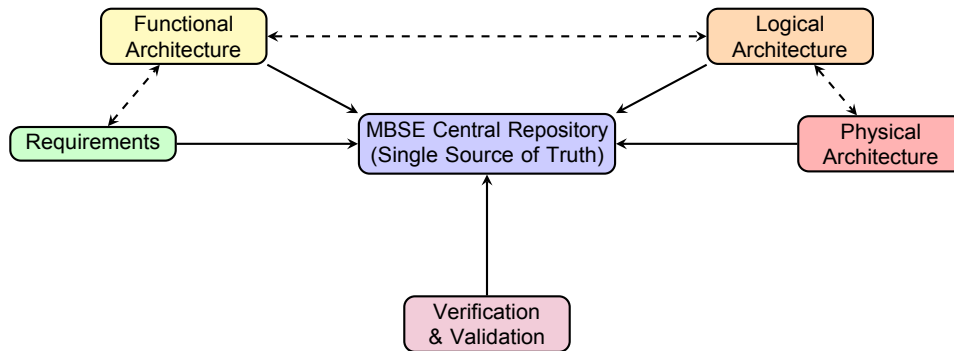 Functional
Architecture
Logical
Architecture
Requirements
MBSE Central Repository
(Single Source of Truth)
Physical
Architecture
Verification
& Validation